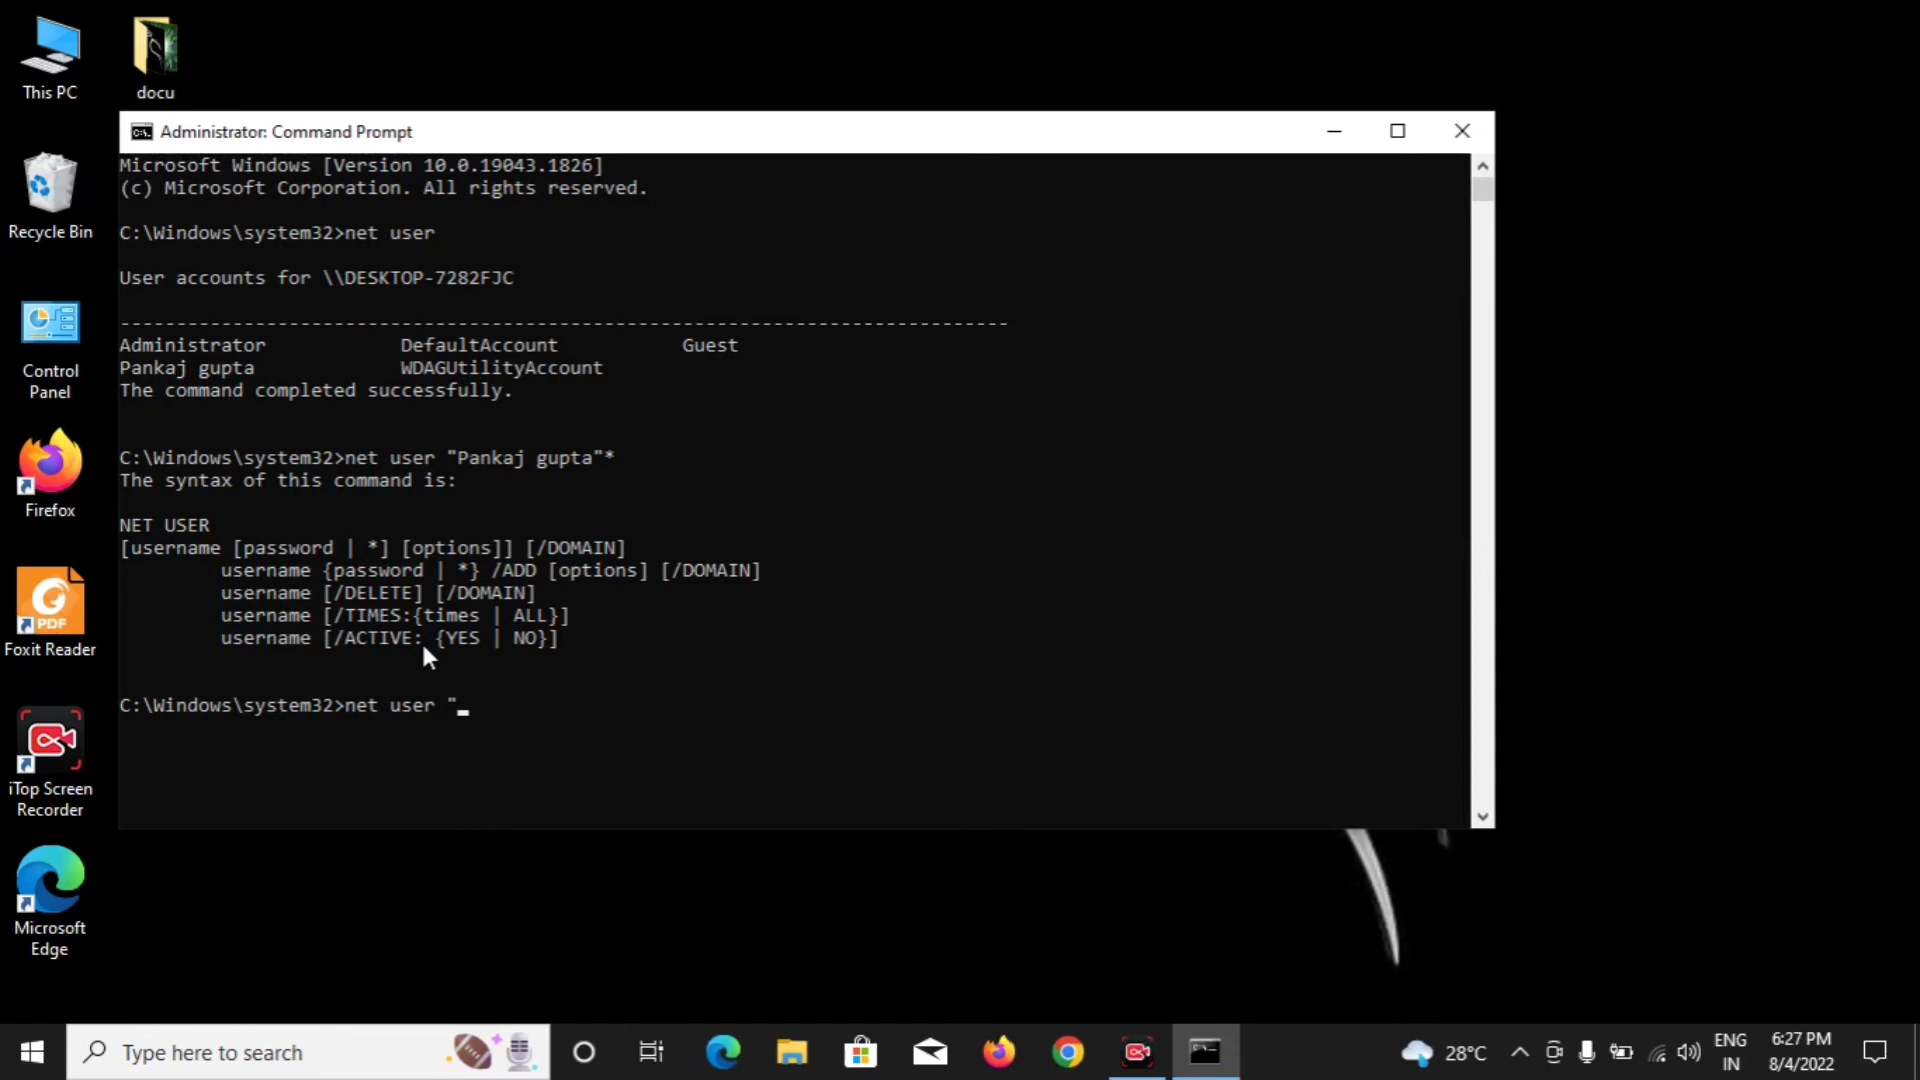 This PC
docu
Administrator: Command Prompt
Microsoft Windows [Version 10.0.19043.1826]
(c) Microsoft Corporation. All rights reserved.
C:\Windows\system32>net user
User accounts for \\DESKTOP-7282FJC
-------------------------------------------------------------------------------
Administrator            DefaultAccount           Guest
Pankaj gupta             WDAGUtilityAccount
The command completed successfully.
C:\Windows\system32>net user "Pankaj gupta"*
The syntax of this command is:
NET USER
[username [password | *] [options]] [/DOMAIN]
         username {password | *} /ADD [options] [/DOMAIN]
         username [/DELETE] [/DOMAIN]
         username [/TIMES:{times | ALL}]
         username [/ACTIVE: {YES | NO}]
C:\Windows\system32>net user "_
Recycle Bin
Control
Panel
Firefox
PDF
Foxit Reader
iTop Screen
Recorder
Microsoft
Edge
Type here to search
28°C
ENG
IN
6:27 PM
8/4/2022